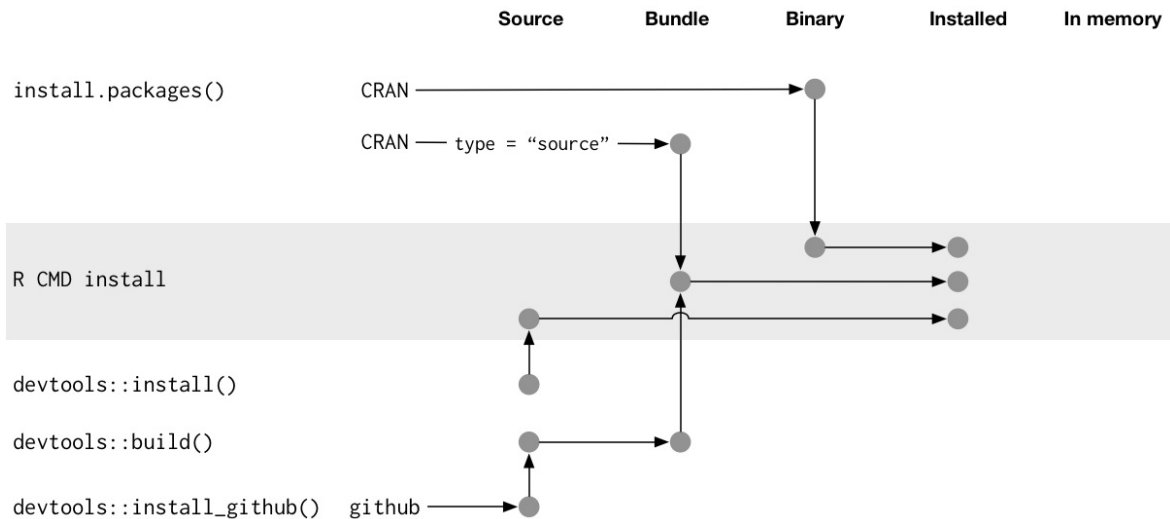 Source Bundle Binary Installed In memory
install.packages() CRAN
CRAN type = “source”
R CMD install
devtools::install()
devtools::build()
devtools::install_github() github